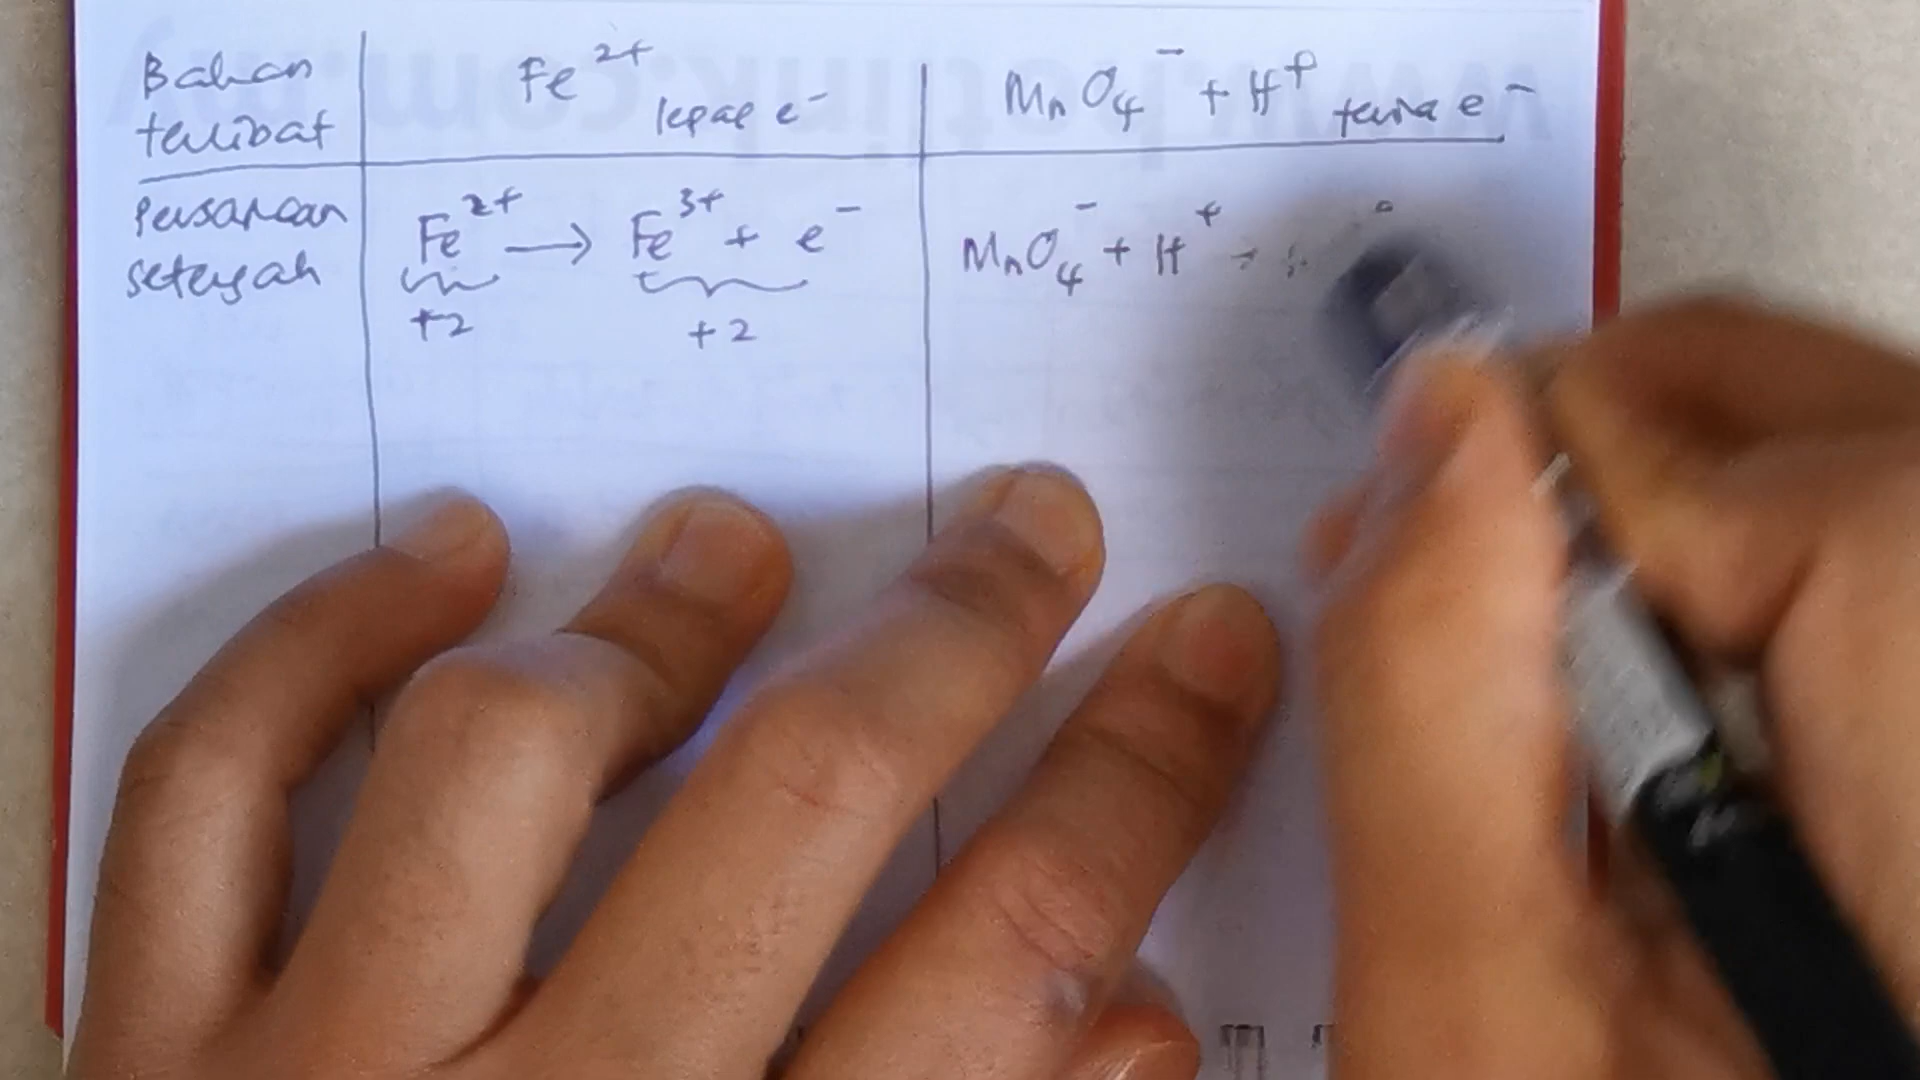 Bahan Fe²⁺ lepas e⁻ MnO₄⁻ + H⁺ terima e⁻
terlibat
Persamaan Fe²⁺ → Fe³⁺ + e⁻ MnO₄⁻ + H⁺
setengah
+2 +2